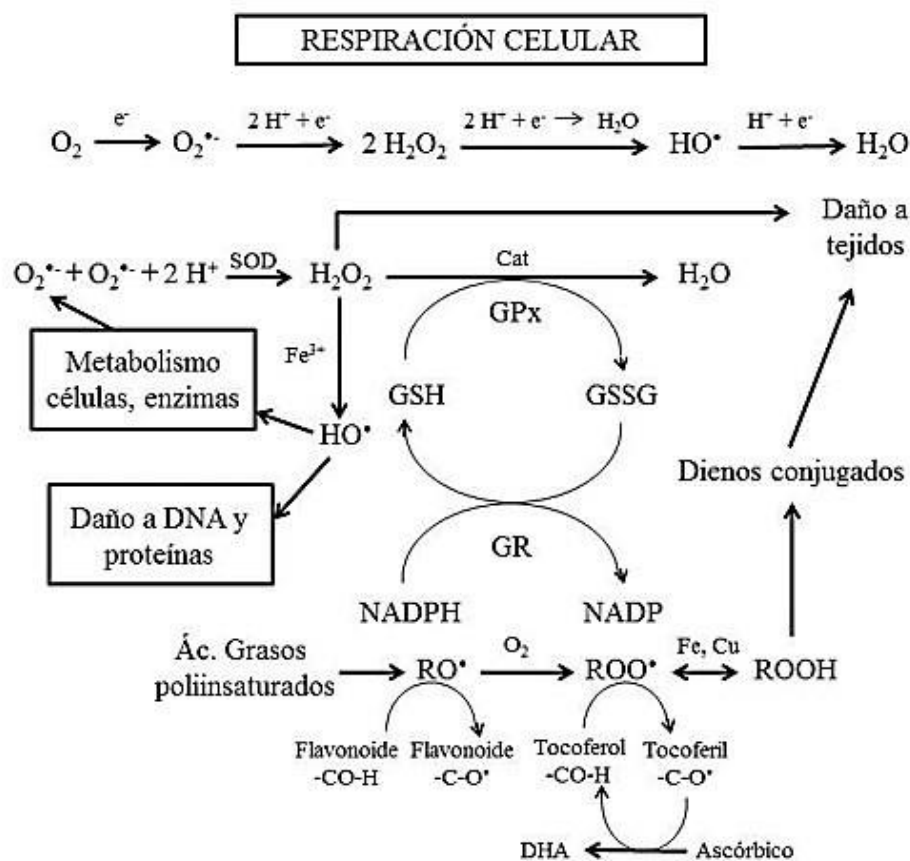 RESPIRACIÓN CELULAR
e- 2 H+ + e- 2 H+ + e- → H2O H+ + e-
O2 O2•- 2 H2O2 HO• H2O
Daño a
tejidos
O2•- + O2•- + 2 H+ SOD H2O2 Cat H2O
GPx
Metabolismo
células, enzimas
Fe3+
GSH GSSG
HO•
Dienos conjugados
Daño a DNA y
proteínas
GR
NADPH NADP
Ác. Grasos
poliinsaturados
RO• O2 ROO• Fe, Cu ROOH
Flavonoide Flavonoide Tocoferol Tocoferil
-CO-H -C-O• -CO-H -C-O•
DHA Ascórbico